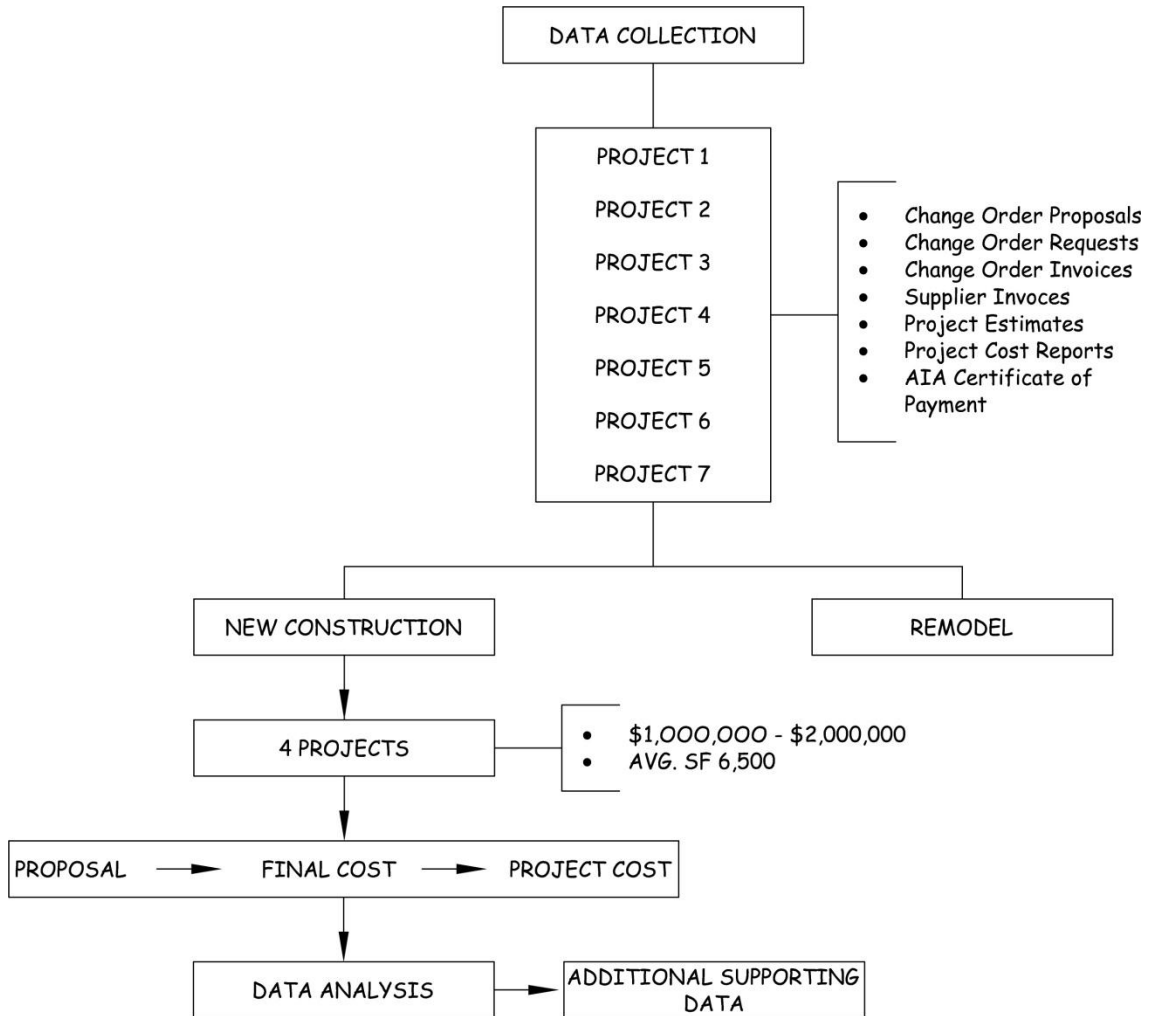 DATA COLLECTION
PROJECT 1
PROJECT 2
PROJECT 3
PROJECT 4
PROJECT 5
PROJECT 6
PROJECT 7
• Change Order Proposals
• Change Order Requests
• Change Order Invoices
• Supplier Invoces
• Project Estimates
• Project Cost Reports
• AIA Certificate of
Payment
NEW CONSTRUCTION
REMODEL
4 PROJECTS
• $1,000,000 - $2,000,000
• AVG. SF 6,500
PROPOSAL
FINAL COST
PROJECT COST
DATA ANALYSIS
ADDITIONAL SUPPORTING
DATA